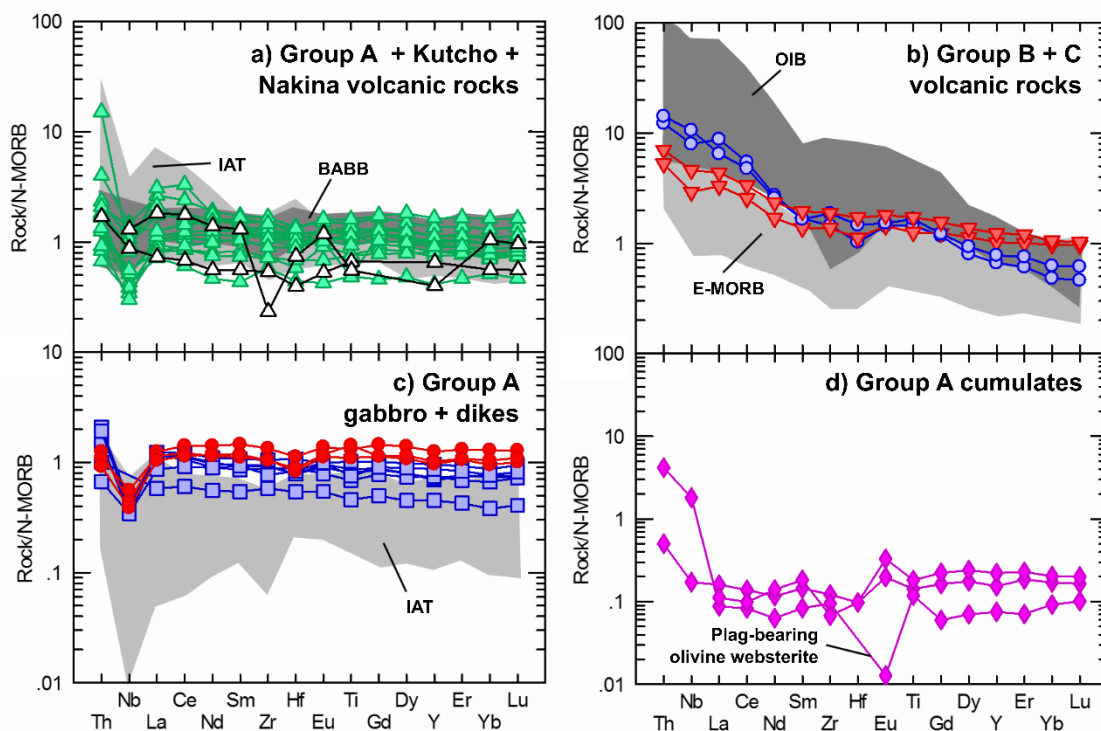 100
10
1
10
Rock/N-MORB
a) Group A + Kutcho +
Nakina volcanic rocks
IAT
BABB
100
10
1
100
Rock/N-MORB
b) Group B + C
volcanic rocks
OIB
E-MORB
1
.1
.01
Rock/N-MORB
c) Group A
gabbro + dikes
IAT
10
1
0.1
.01
Rock/N-MORB
d) Group A cumulates
Plag-bearing
olivine websterite
Nb Ce Sm Hf Ti Dy Er Lu
Th La Nd Zr Eu Gd Y Yb
Nb Ce Sm Hf Ti Dy Er Lu
Th La Nd Zr Eu Gd Y Yb